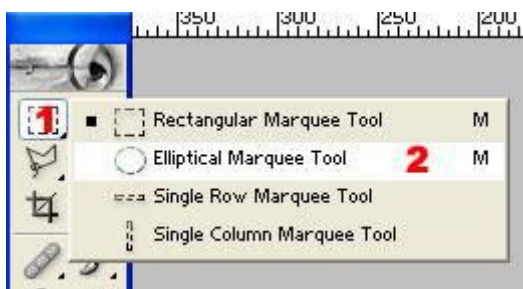 350 300 250 200
1
Rectangular Marquee Tool M
Elliptical Marquee Tool 2 M
Single Row Marquee Tool
Single Column Marquee Tool